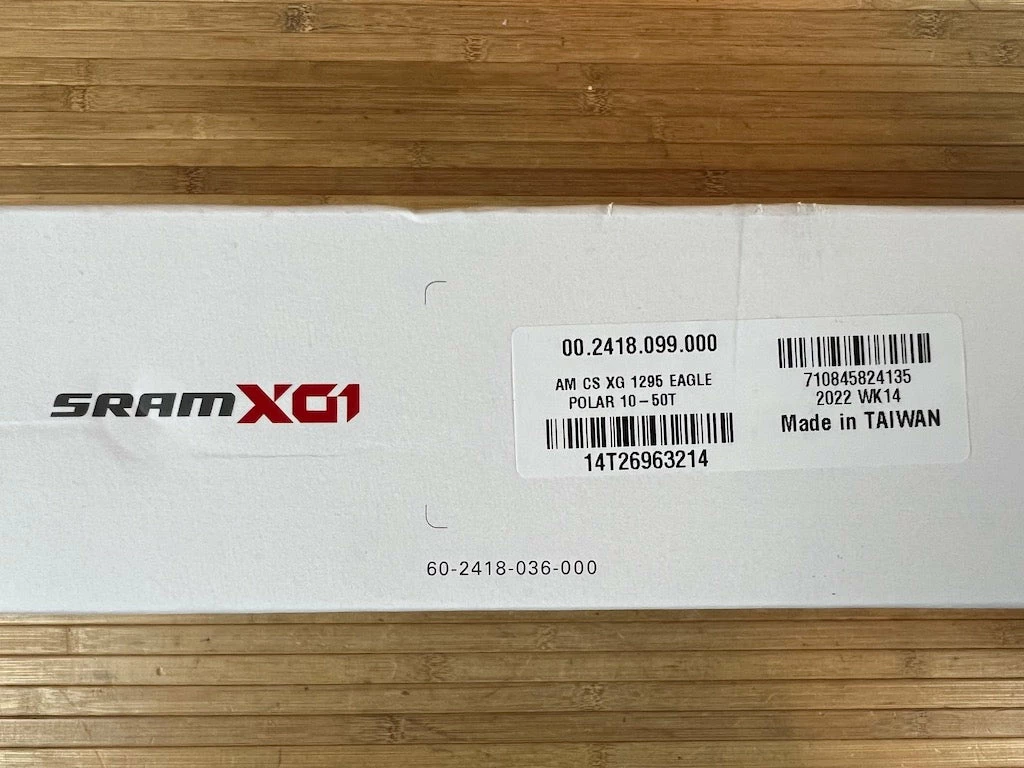 SRAM XG1
00.2418.099.000
AM CS XG 1295 EAGLE
POLAR 10-50T
14T26963214
710845824135
2022 WK14
Made in TAIWAN
60-2418-036-000